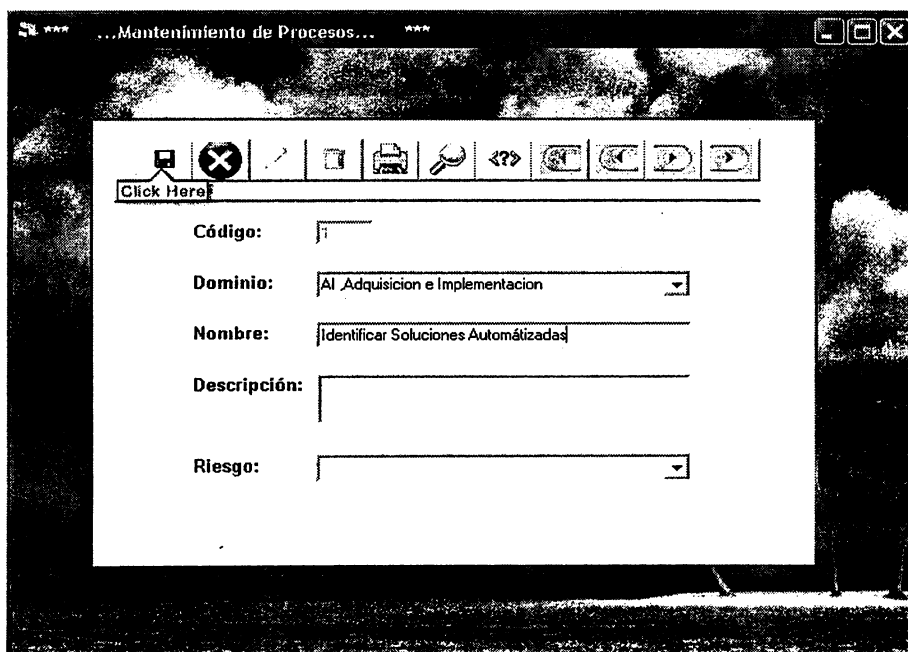 *** ...Mantenimiento de Procesos... ***
<?>
Click Here
Código: 1
Dominio: AI ,Adquisicion e Implementacion
Nombre: Identificar Soluciones Automátizadas
Descripción:
Riesgo: